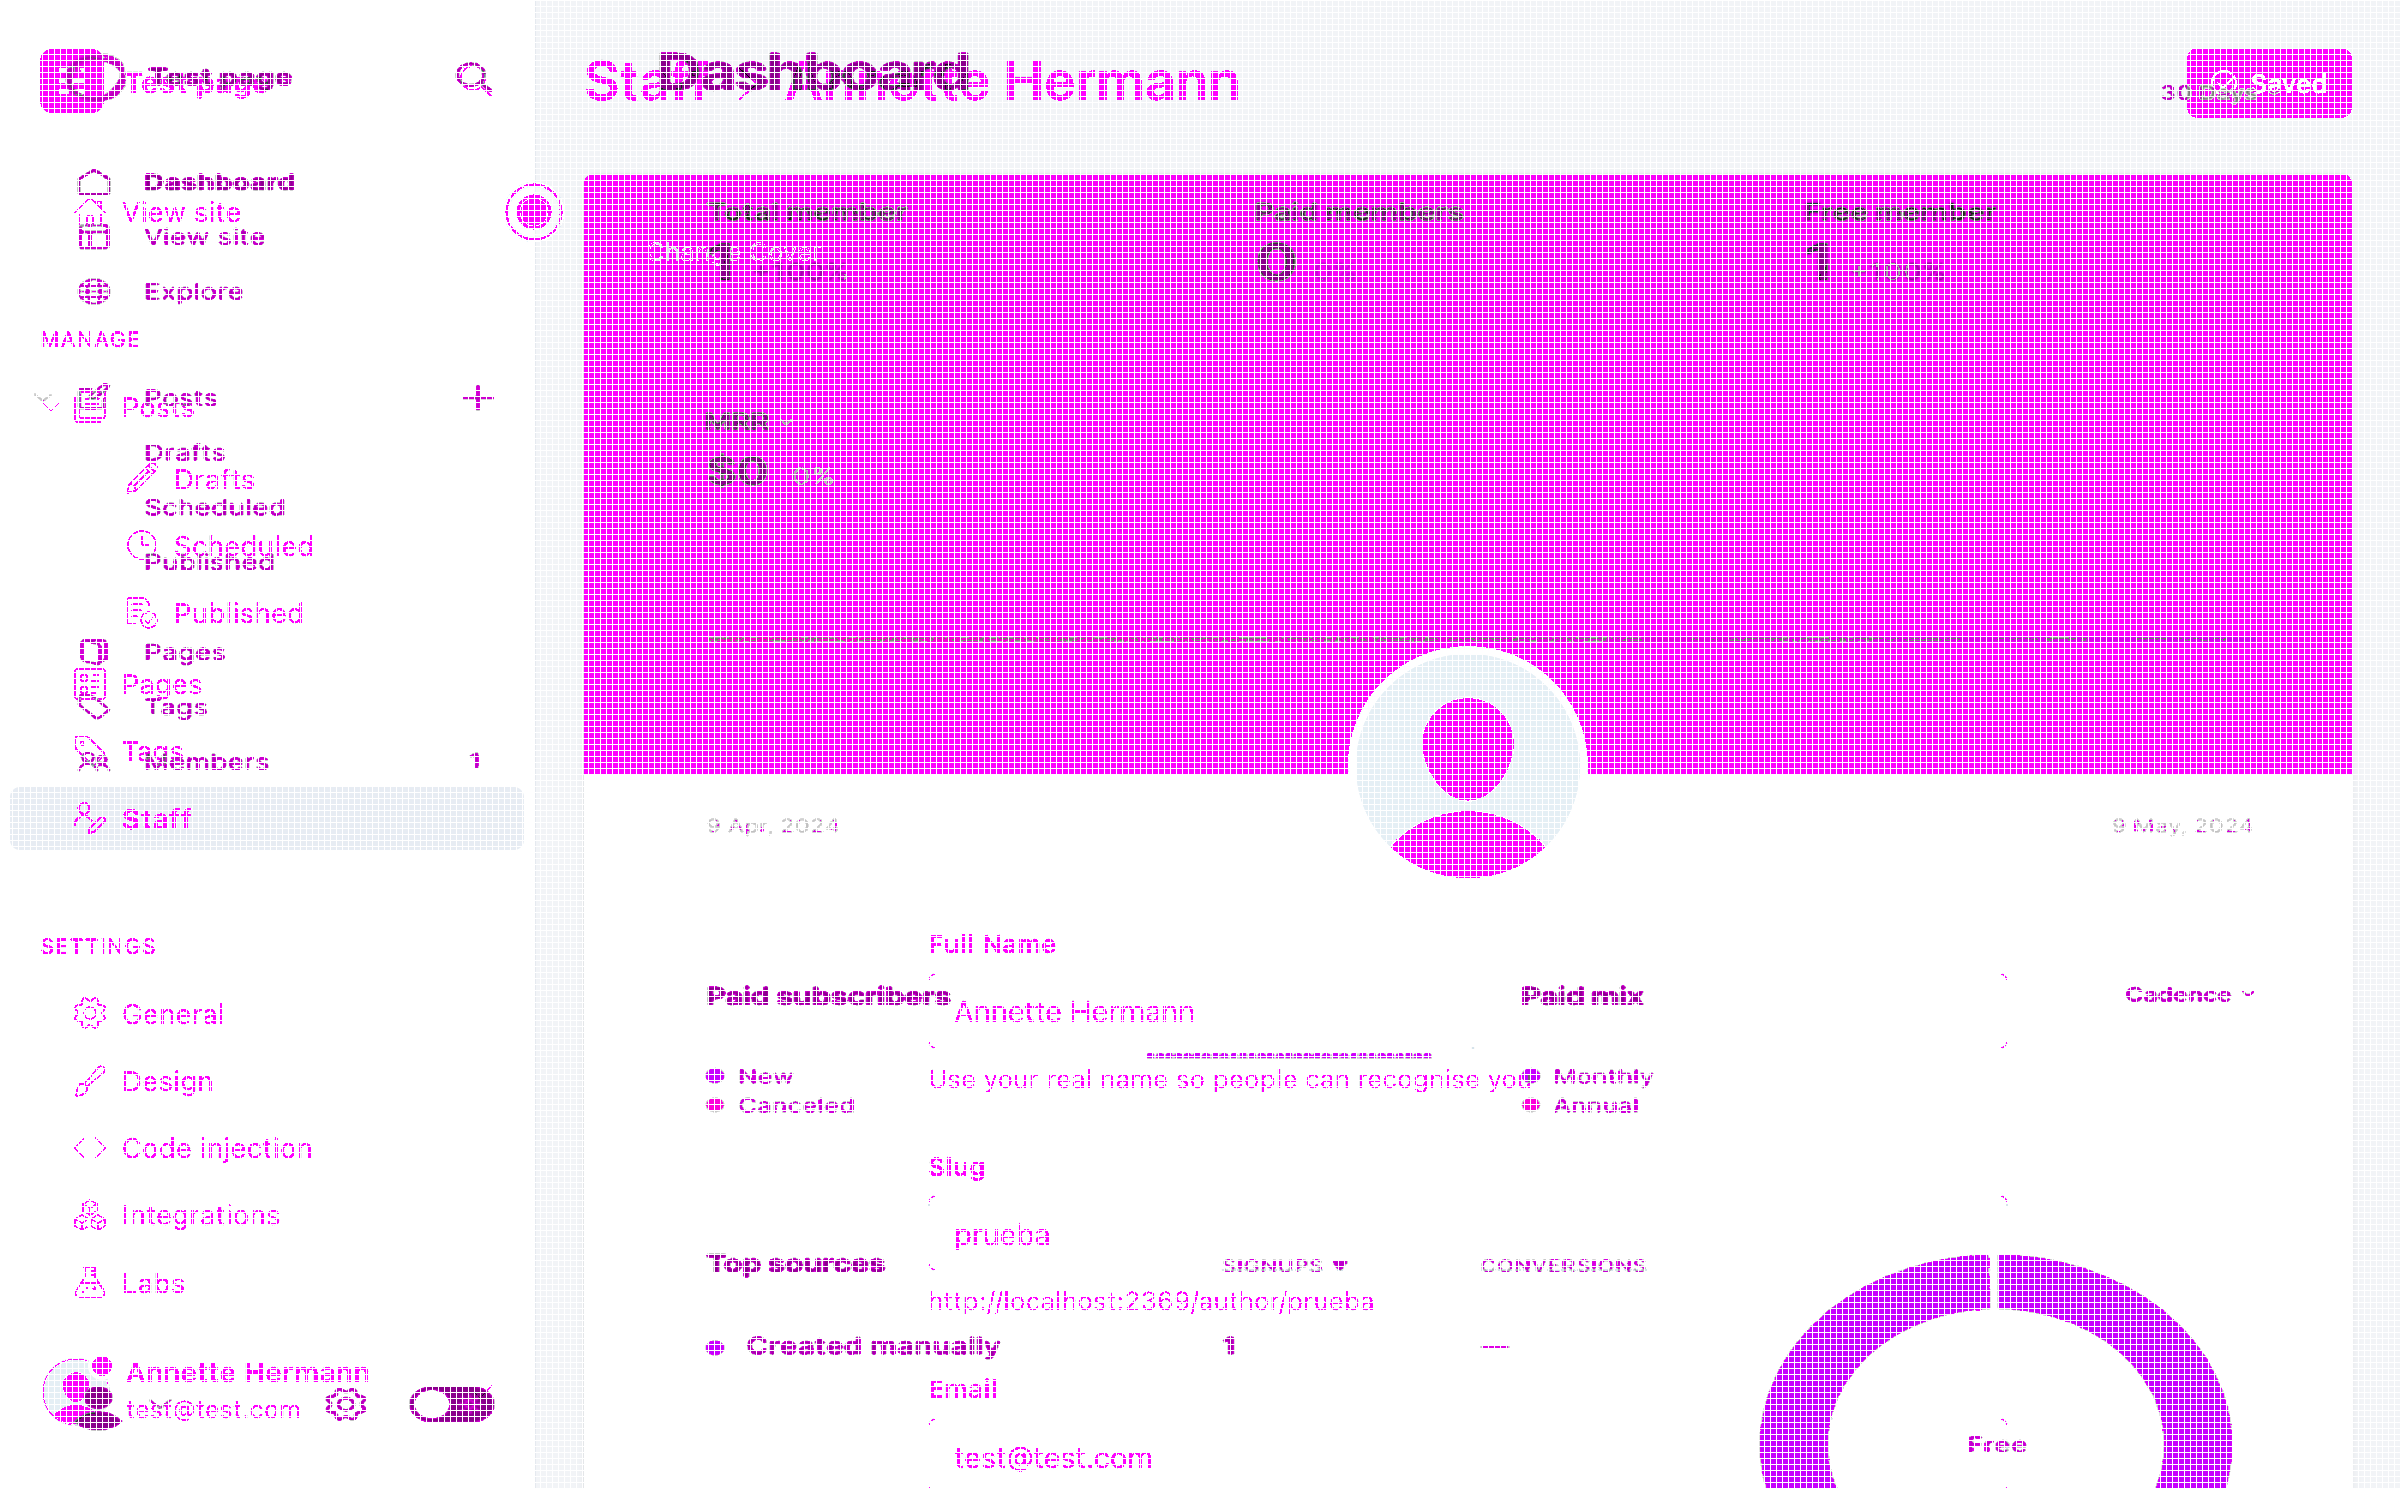 Test page
Test page
Staff Annette Hermann
Dashboard
Saved
30 Days
Dashboard
View site
View site
Explore
MANAGE
Posts
Posts
Drafts
Drafts
Scheduled
Scheduled
Published
Published
Pages
Pages
Tags
Tags
Members 1
Staff
SETTINGS
General
Design
Code injection
Integrations
Labs
Annette Hermann
test@test.com
Total member
Paid members
Free member
Change Cover
1
0
1
MRR
$0 0%
9 Apr, 2024
9 May, 2024
Full Name
Paid subscribers
Annette Hermann
Paid mix
Cadence
New
Canceled
Use your real name so people can recognise you
Monthly
Annual
Slug
prueba
Top sources
SIGNUPS
CONVERSIONS
http://localhost:2369/author/prueba
Created manually
1
—
Email
test@test.com
Free